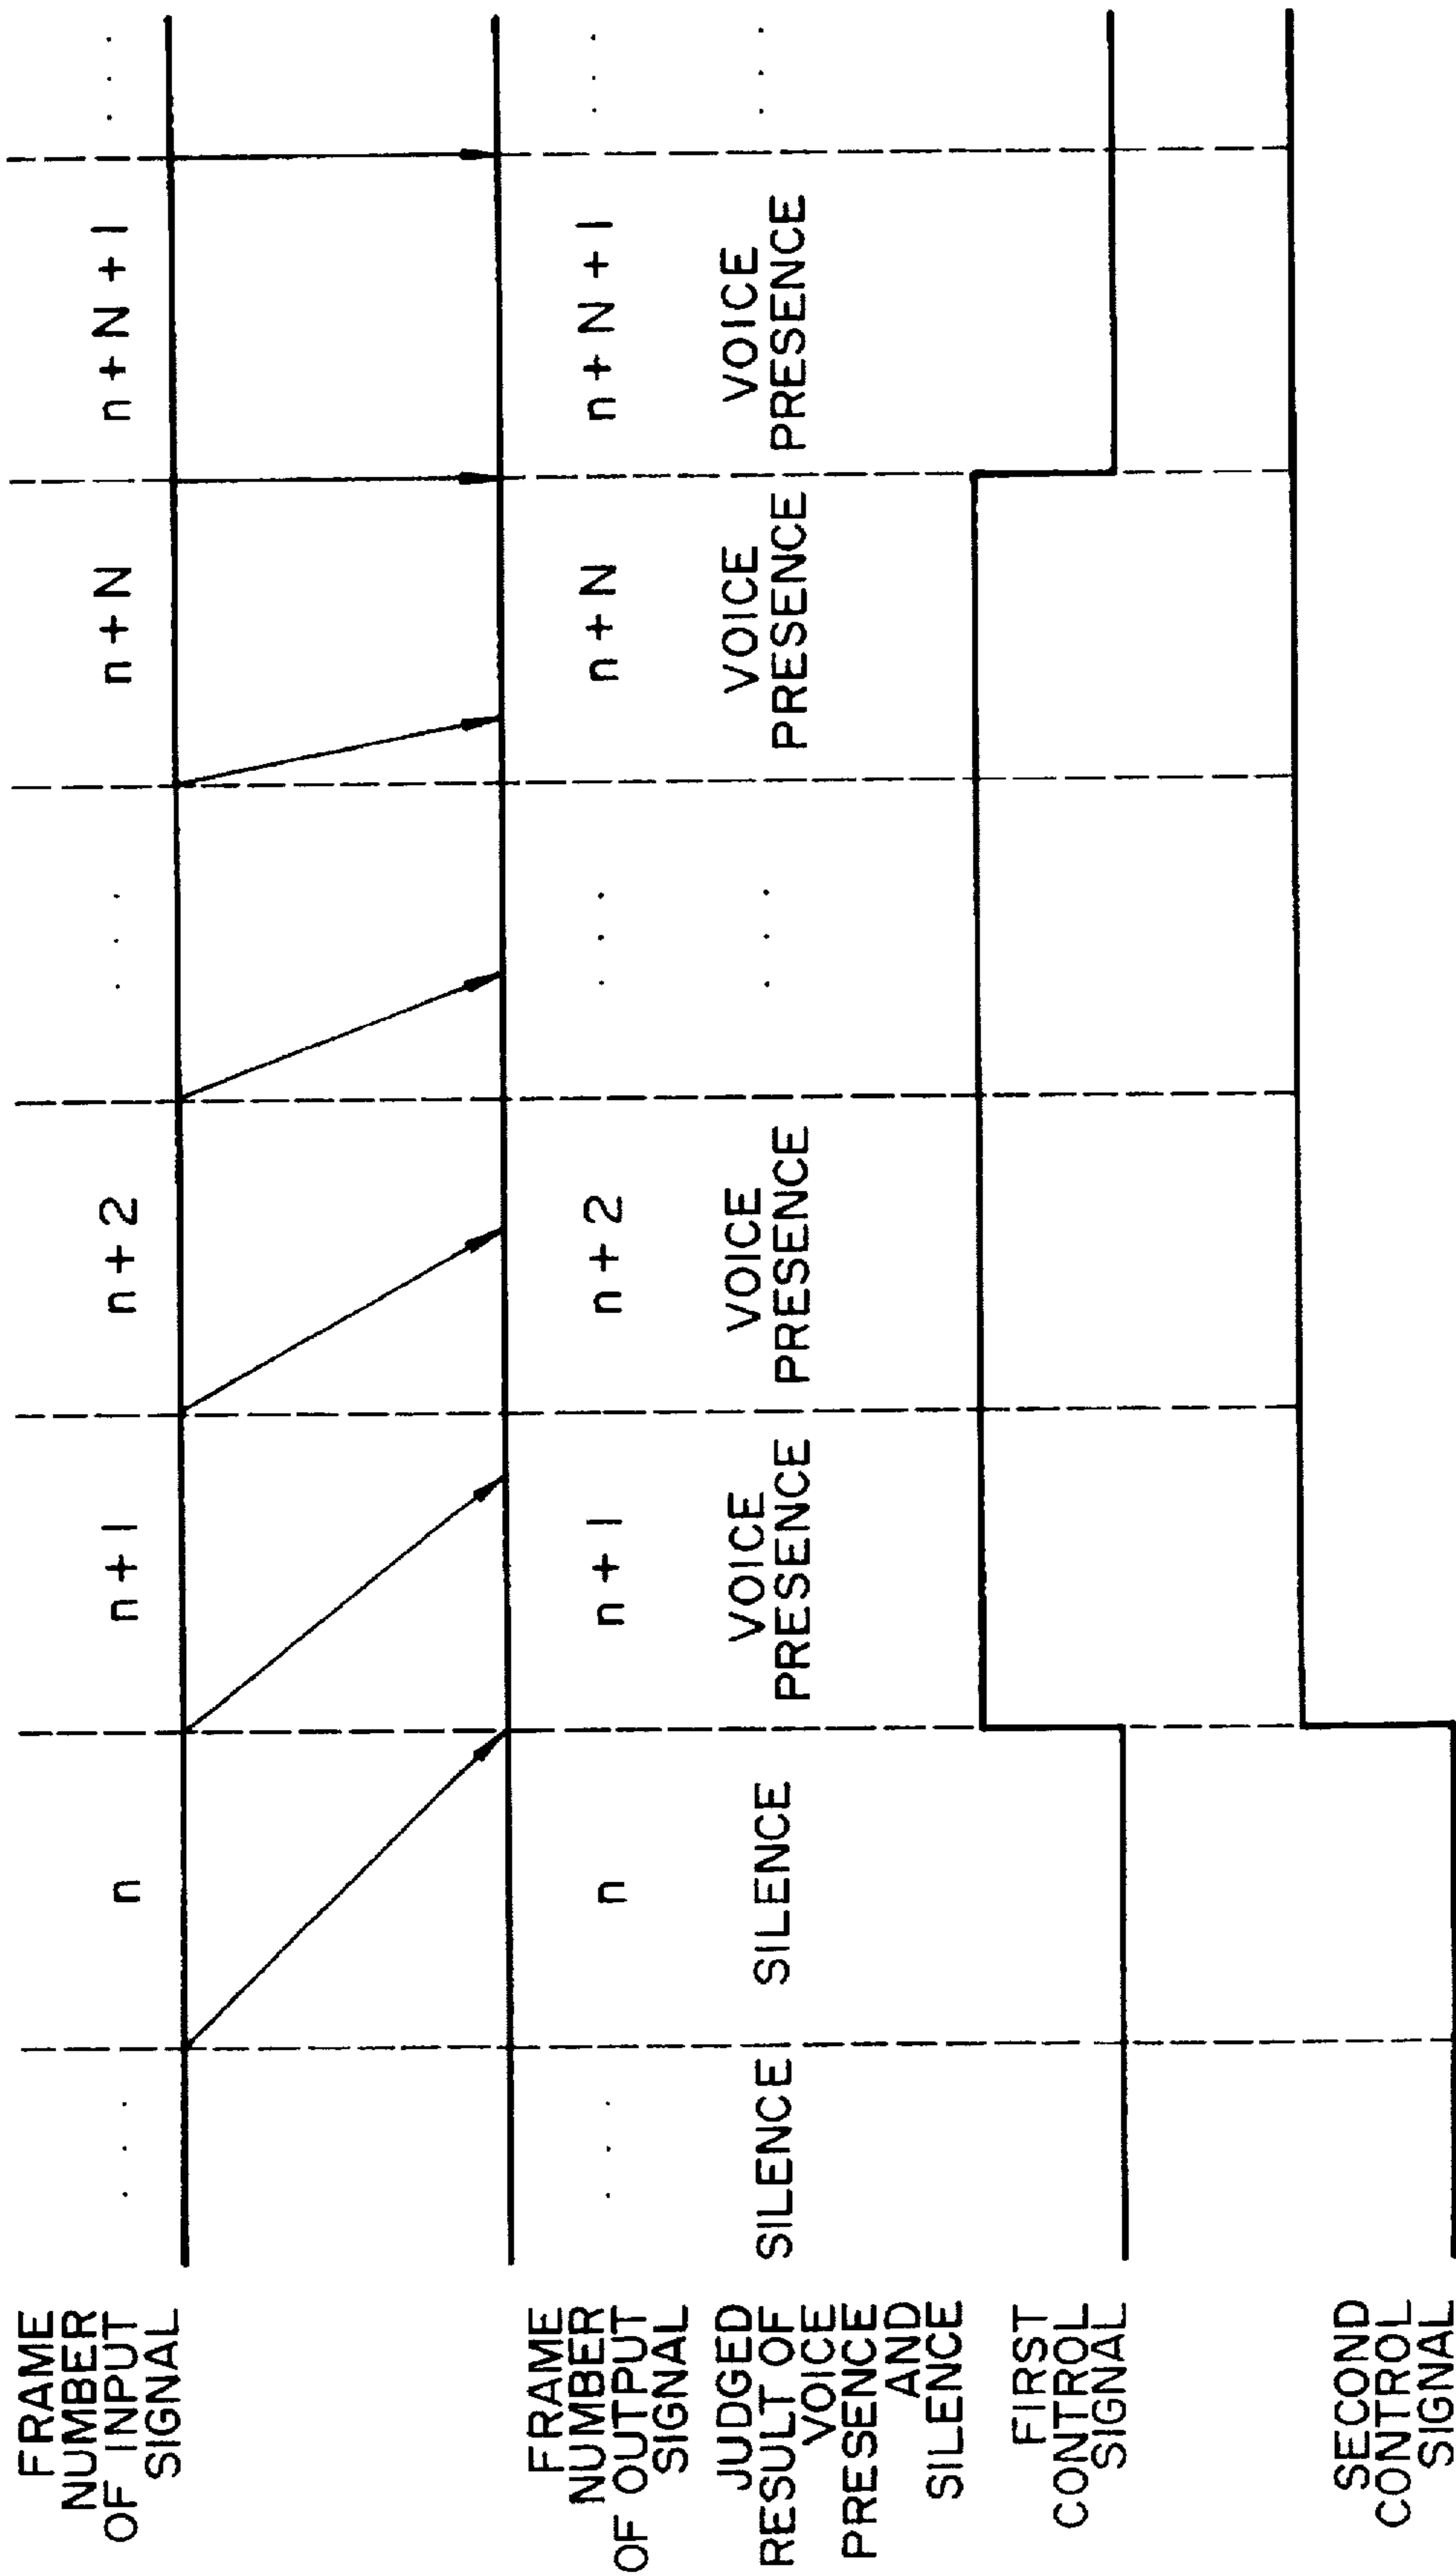 FRAME
NUMBER
OF INPUT
SIGNAL
. . .
n
n + 1
n + 2
. . .
n + N
n + N + 1
. . .
FRAME
NUMBER
OF OUTPUT
SIGNAL
. . .
n
n + 1
n + 2
. . .
n + N
n + N + 1
. . .
JUDGED
RESULT OF
VOICE
PRESENCE
AND
SILENCE
SILENCE
SILENCE
VOICE
PRESENCE
VOICE
PRESENCE
. . .
VOICE
PRESENCE
VOICE
PRESENCE
. . .
FIRST
CONTROL
SIGNAL
SECOND
CONTROL
SIGNAL